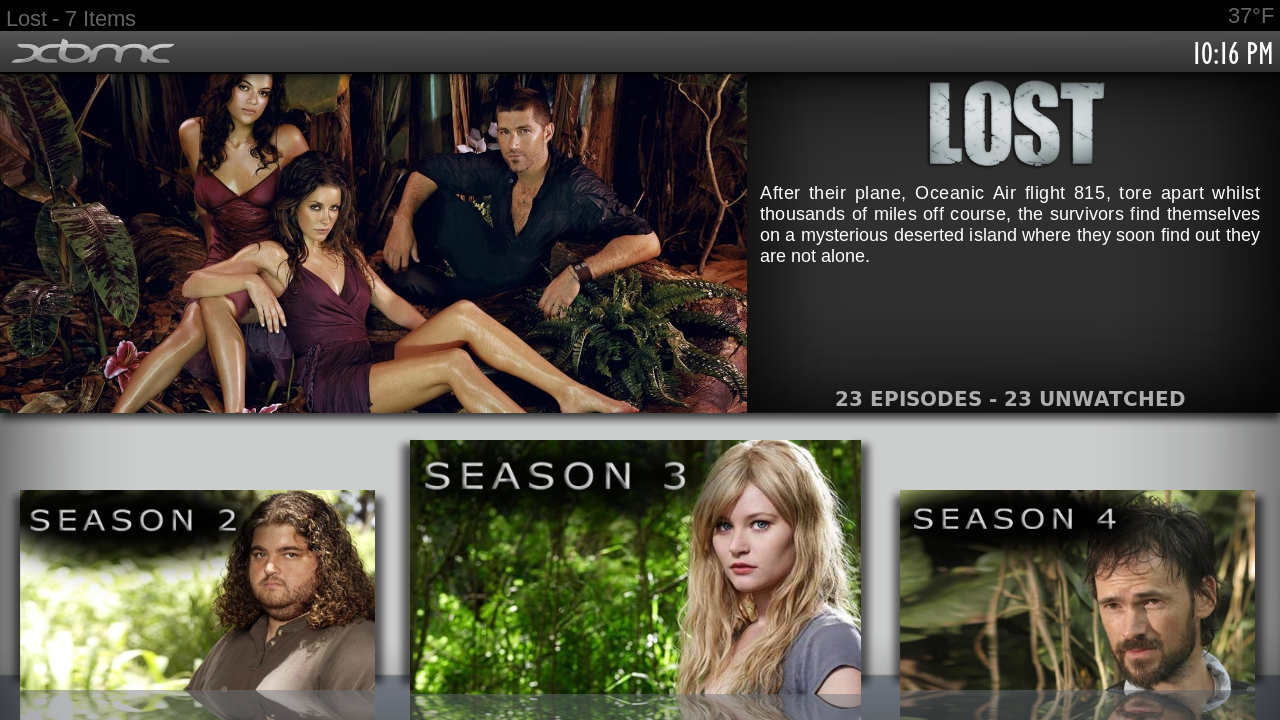 Lost - 7 Items
37°F
xbmc
10:16 PM
LOST
After their plane, Oceanic Air flight 815, tore apart whilst
thousands of miles off course, the survivors find themselves
on a mysterious deserted island where they soon find out they
are not alone.
23 EPISODES - 23 UNWATCHED
SEASON 2
SEASON 3
SEASON 4